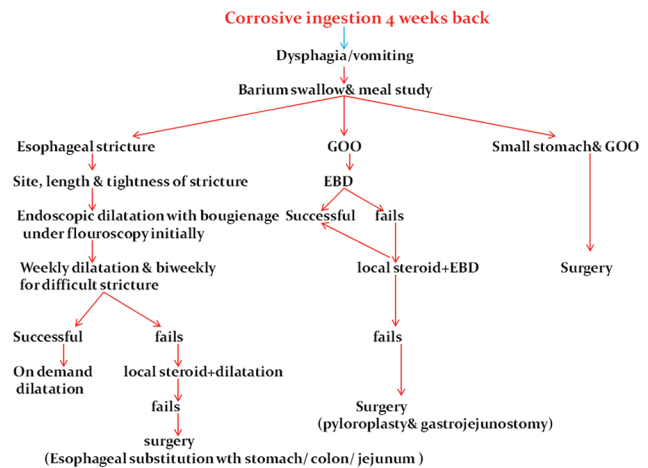 Corrosive ingestion 4 weeks back
Dysphagia/vomiting
Barium swallow& meal study
Esophageal stricture
GOO
Small stomach& GOO
Site, length & tightness of stricture
EBD
Endoscopic dilatation with bougienage
under flouroscopy initially
Successful
fails
Weekly dilatation & biweekly
for difficult stricture
local steroid+EBD
Surgery
Successful
fails
fails
On demand
dilatation
local steroid+dilatation
fails
Surgery
(pyloroplasty& gastrojejunostomy)
surgery
(Esophageal substitution wth stomach/ colon/ jejunum )